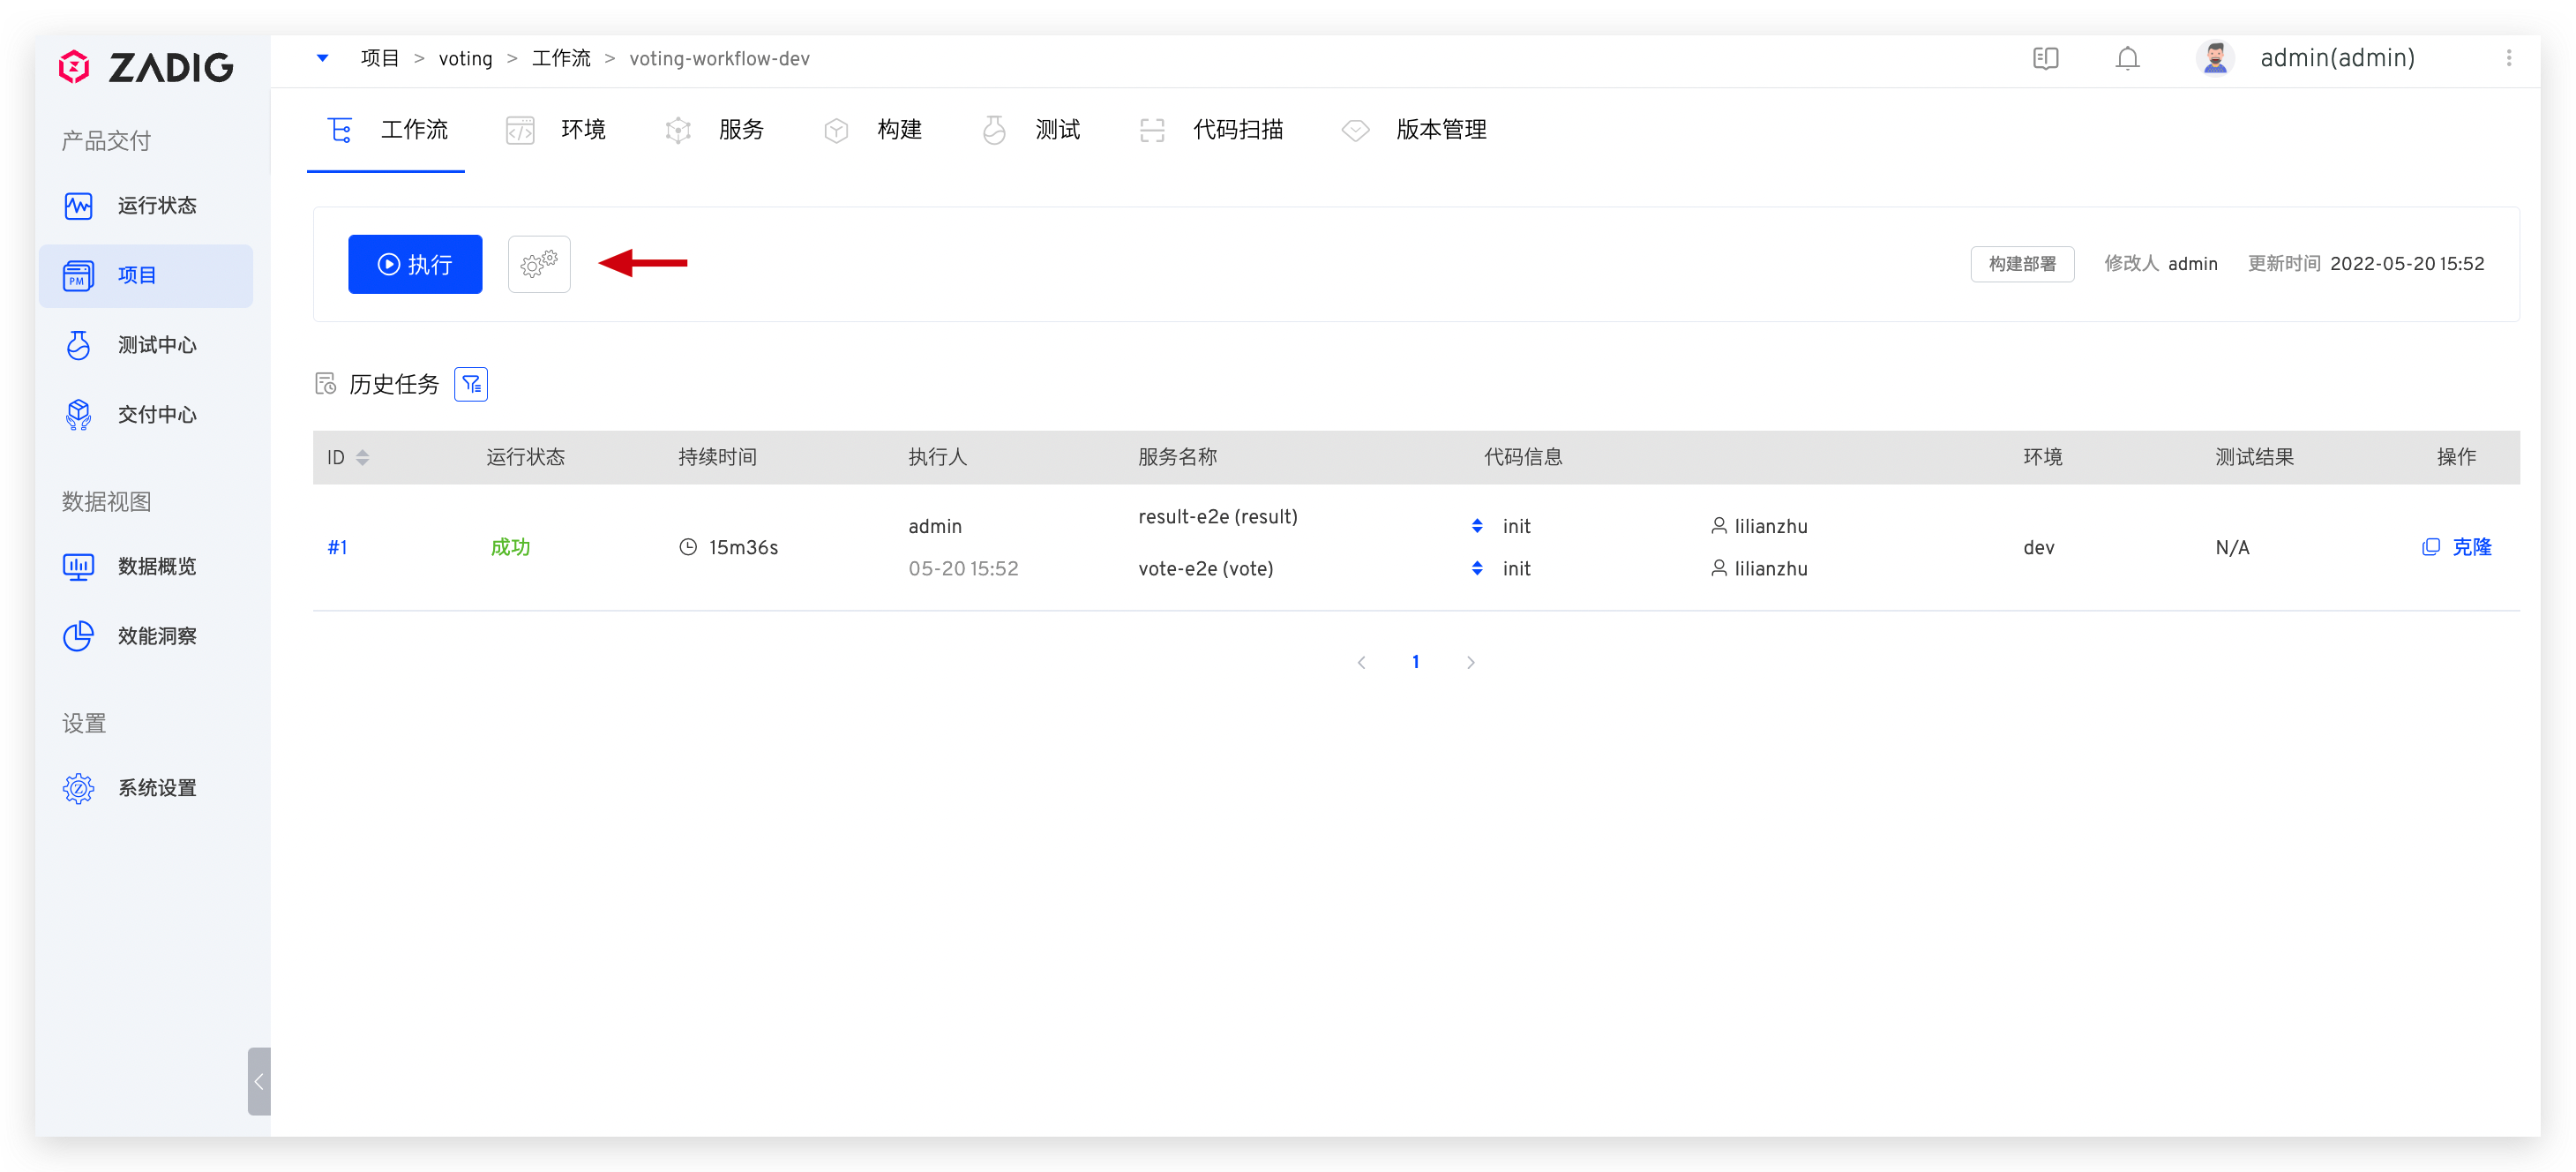 ZADIG
项目 > voting > 工作流 > voting-workflow-dev
admin(admin)
产品交付
运行状态
PM
项目
测试中心
交付中心
数据视图
数据概览
效能洞察
设置
系统设置
工作流 环境 服务 构建 测试 代码扫描 版本管理
执行
构建部署 修改人 admin 更新时间 2022-05-20 15:52
历史任务
ID 运行状态 持续时间 执行人 服务名称 代码信息 环境 测试结果 操作
#1 成功 15m36s admin 05-20 15:52 result-e2e (result) init lilianzhu dev N/A 克隆
vote-e2e (vote) init lilianzhu
< 1 >